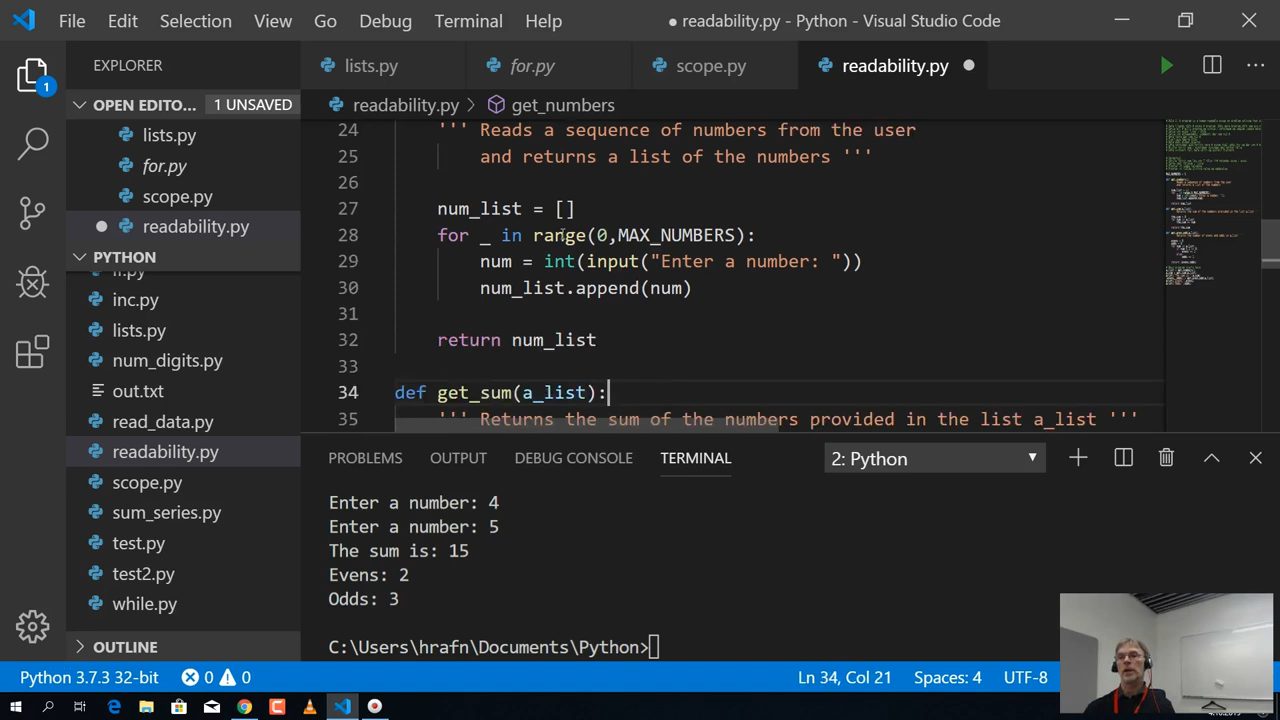 File Edit Selection View Go Debug Terminal Help ● readability.py - Python - Visual Studio Code
EXPLORER
lists.py for.py scope.py readability.py
OPEN EDITO... 1 UNSAVED
readability.py > get_numbers
lists.py
for.py
scope.py
readability.py
PYTHON
inc.py
lists.py
num_digits.py
out.txt
read_data.py
readability.py
scope.py
sum_series.py
test.py
test2.py
while.py
OUTLINE
24 ''' Reads a sequence of numbers from the user
25 and returns a list of the numbers '''
26
27 num_list = []
28 for _ in range(0,MAX_NUMBERS):
29 num = int(input("Enter a number: "))
30 num_list.append(num)
31
32 return num_list
33
34 def get_sum(a_list):
35 ''' Returns the sum of the numbers provided in the list a_list '''
PROBLEMS OUTPUT DEBUG CONSOLE TERMINAL 2: Python
Enter a number: 4
Enter a number: 5
The sum is: 15
Evens: 2
Odds: 3
C:\Users\hrafn\Documents\Python>
1
Python 3.7.3 32-bit 0 0 Ln 34, Col 21 Spaces: 4 UTF-8